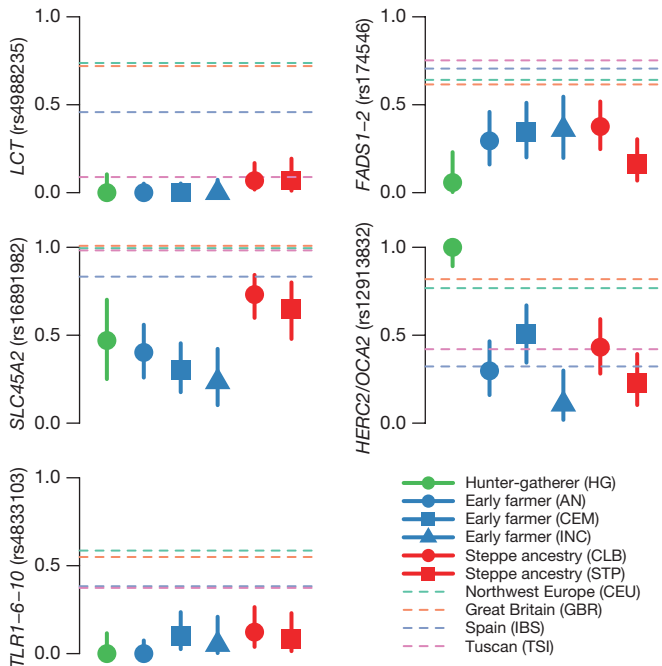 LCT (rs4988235)
1.0
0.5
0.0
FADS1–2 (rs174546)
1.0
0.5
0.0
SLC45A2 (rs16891982)
1.0
0.5
0.0
HERC2/OCA2 (rs12913832)
1.0
0.5
0.0
TLR1–6–10 (rs4833103)
1.0
0.5
0.0
Hunter-gatherer (HG)
Early farmer (AN)
Early farmer (CEM)
Early farmer (INC)
Steppe ancestry (CLB)
Steppe ancestry (STP)
Northwest Europe (CEU)
Great Britain (GBR)
Spain (IBS)
Tuscan (TSI)